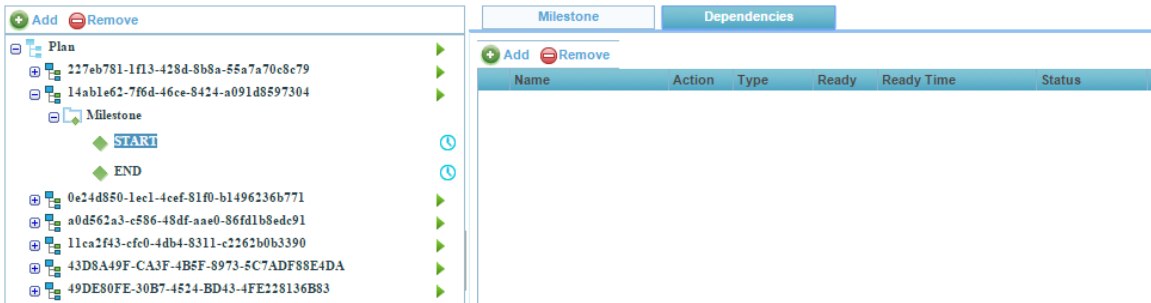 Add Remove
Plan
227eb781-1f13-428d-8b8a-55a7a70c8c79
14ab1e62-7f6d-46ce-8424-a091d8597304
Milestone
START
END
0e24d850-1ec1-4cef-81f0-b1496236b771
a0d562a3-c586-48df-aae0-86fd1b8edc91
11ca2f43-cfc0-4db4-8311-c2262b0b3390
43D8A49F-CA3F-4B5F-8973-5C7ADF88E4DA
49DE80FE-30B7-4524-BD43-4FE228136B83
Milestone Dependencies
Add Remove
Name Action Type Ready Ready Time Status